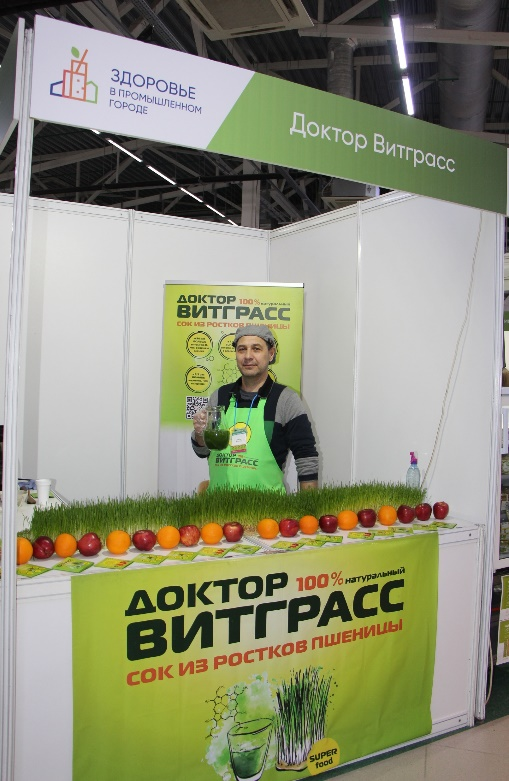 ЗДОРОВЬЕ
В ПРОМЫШЛЕННОМ
ГОРОДЕ
Доктор Витграсс
ДОКТОР 100% натуральный
ВИТГРАСС
СОК ИЗ РОСТКОВ ПШЕНИЦЫ
ДОКТОР
ВИТГРАСС
ДОКТОР 100% натуральный
ВИТГРАСС
СОК ИЗ РОСТКОВ ПШЕНИЦЫ
SUPER
food